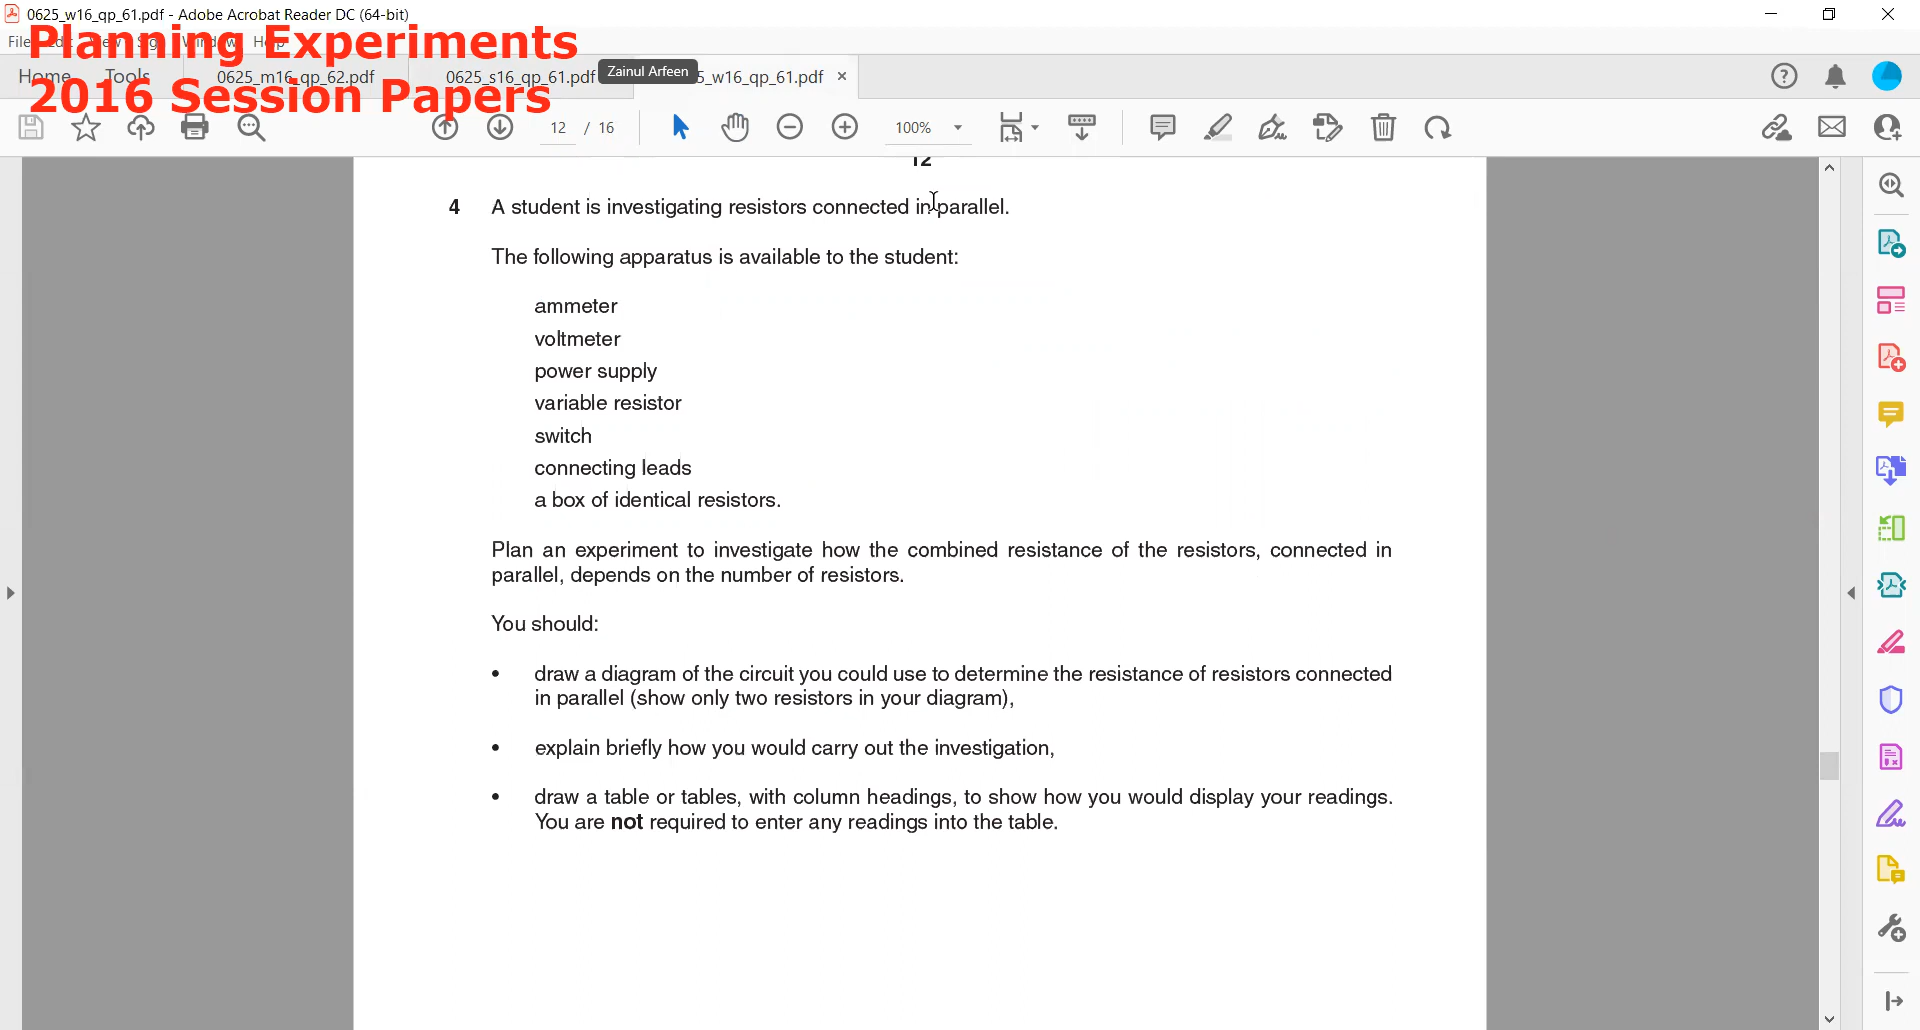 0625_w16_qp_61.pdf - Adobe Acrobat Reader DC (64-bit)
Planning Experiments
File Edit View Sign Window Help
Home Tools 0625_m16_qp_62.pdf 0625_s16_qp_61.pdf Zainul Arfeen 5_w16_qp_61.pdf
2016 Session Papers
12 / 16 100%
12
4 A student is investigating resistors connected in parallel.
The following apparatus is available to the student:
ammeter
voltmeter
power supply
variable resistor
switch
connecting leads
a box of identical resistors.
Plan an experiment to investigate how the combined resistance of the resistors, connected in
parallel, depends on the number of resistors.
You should:
• draw a diagram of the circuit you could use to determine the resistance of resistors connected
in parallel (show only two resistors in your diagram),
• explain briefly how you would carry out the investigation,
• draw a table or tables, with column headings, to show how you would display your readings.
You are not required to enter any readings into the table.